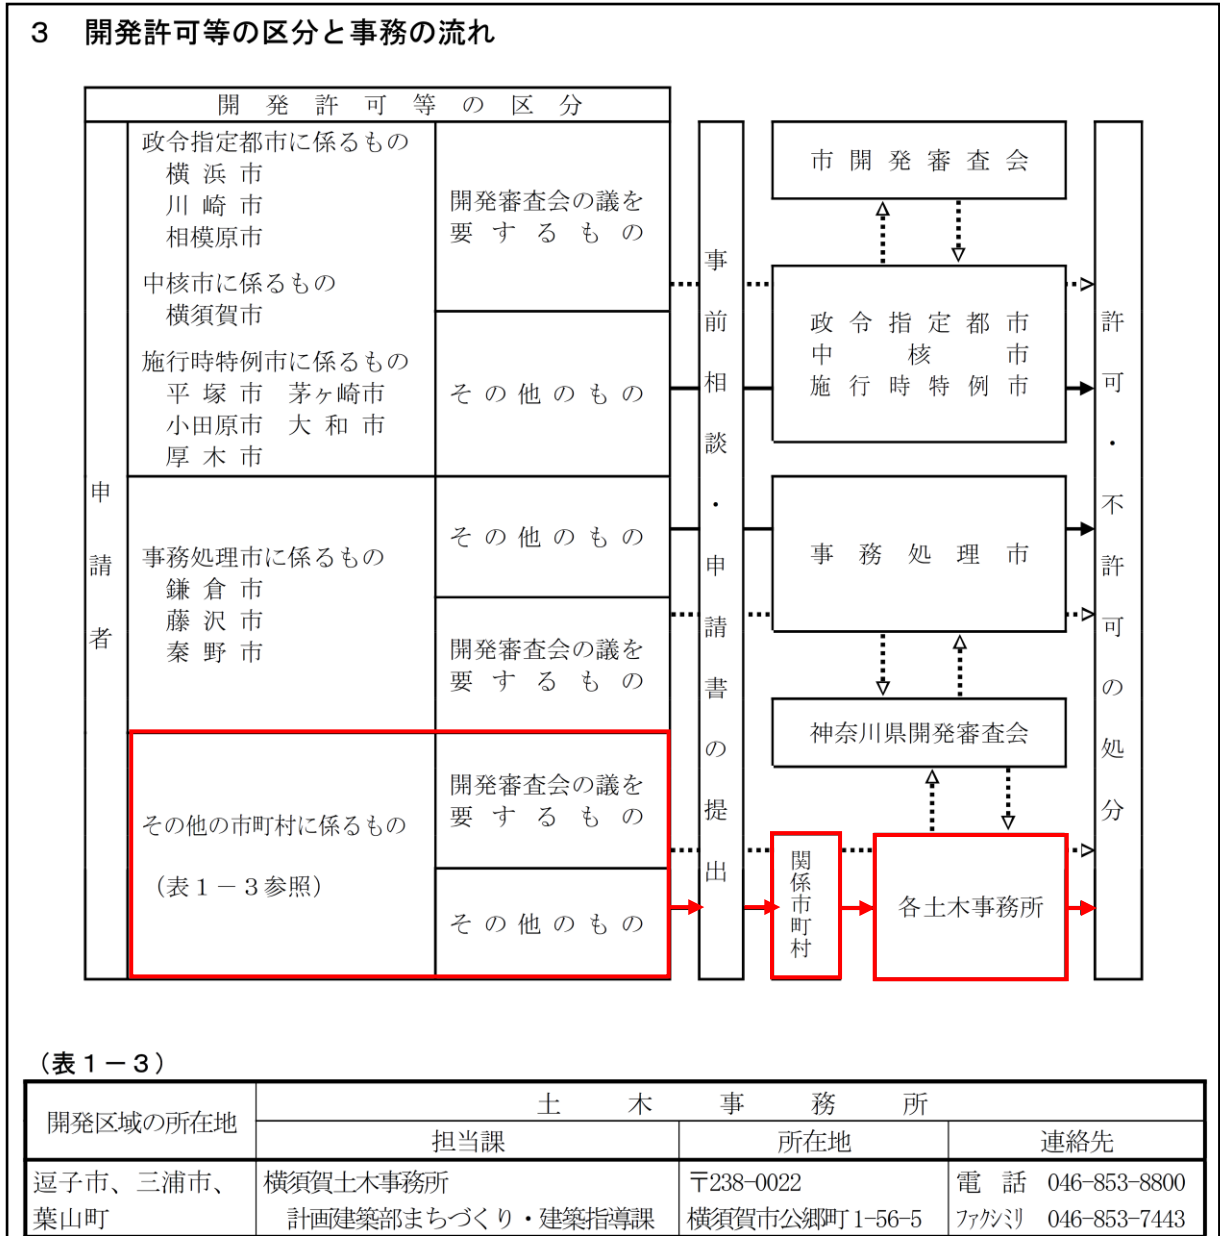 3 開発許可等の区分と事務の流れ
開発許可等の区分
申請者
政令指定都市に係るもの
横浜市
川崎市
相模原市
中核市に係るもの
横須賀市
施行時特例市に係るもの
平塚市 茅ヶ崎市
小田原市 大和市
厚木市
開発審査会の議を
要するもの
その他のもの
事務処理市に係るもの
鎌倉市
藤沢市
秦野市
その他のもの
開発審査会の議を
要するもの
その他の市町村に係るもの
(表1-3参照)
開発審査会の議を
要するもの
その他のもの
事前相談・申請書の提出
市開発審査会
政令指定都市
中核市
施行時特例市
事務処理市
神奈川県開発審査会
関係市町村
各土木事務所
許可・不許可の処分
(表1-3)
開発区域の所在地
土木事務所
担当課 所在地 連絡先
逗子市、三浦市、 横須賀土木事務所 〒238-0022 電話 046-853-8800
葉山町 計画建築部まちづくり・建築指導課 横須賀市公郷町1-56-5 ファクシミリ 046-853-7443